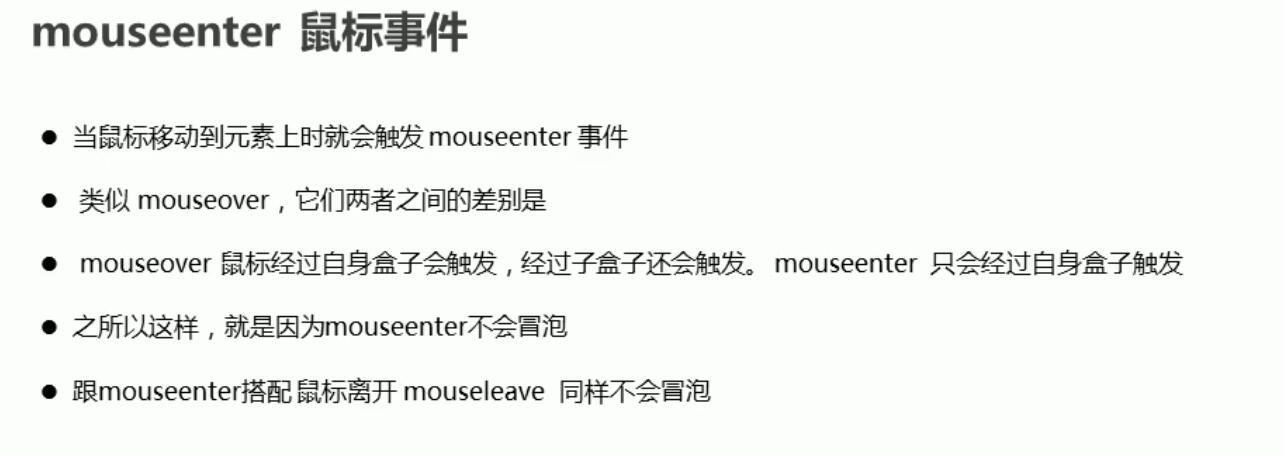 mouseenter 鼠标事件
● 当鼠标移动到元素上时就会触发 mouseenter 事件
● 类似 mouseover，它们两者之间的差别是
● mouseover 鼠标经过自身盒子会触发，经过子盒子还会触发。 mouseenter 只会经过自身盒子触发
● 之所以这样，就是因为mouseenter不会冒泡
● 跟mouseenter搭配 鼠标离开 mouseleave 同样不会冒泡